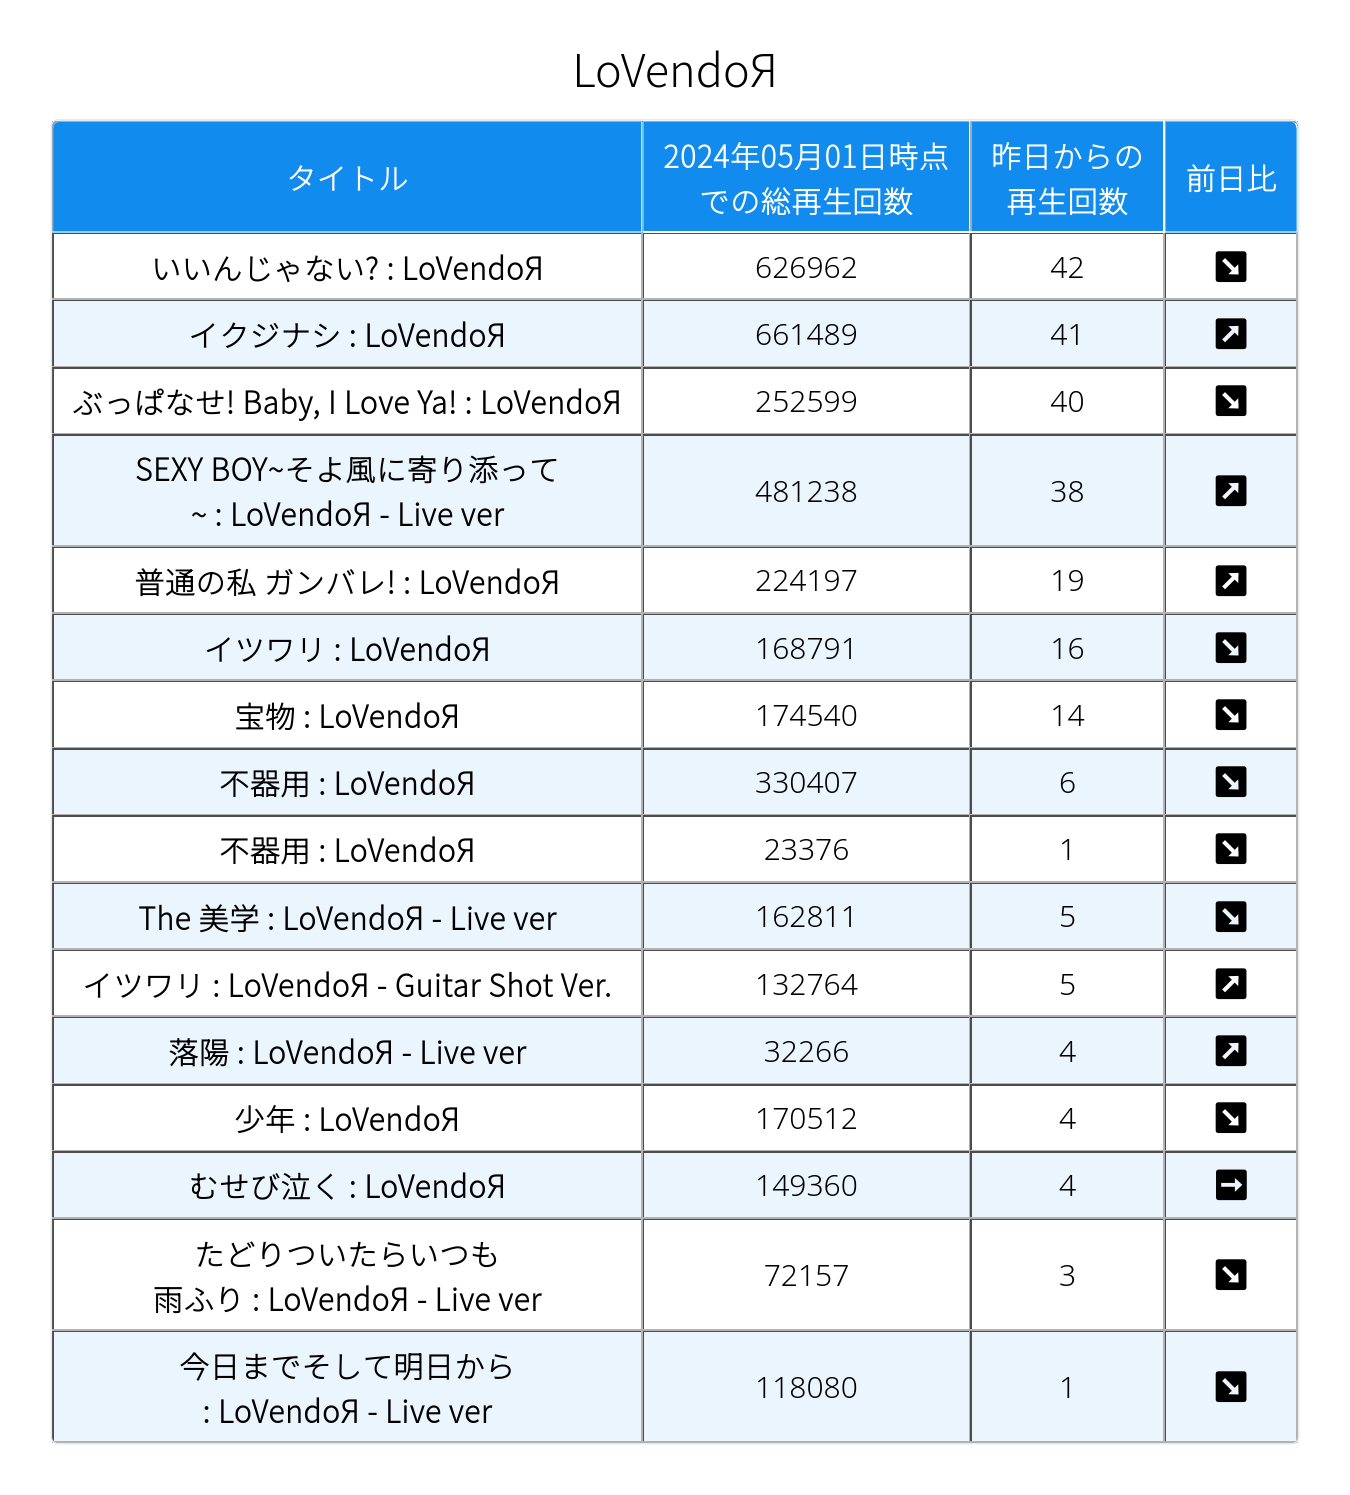 LoVendoЯ
タイトル
2024年05月01日時点
での総再生回数
昨日からの
再生回数
前日比
いいんじゃない? : LoVendoЯ 626962 42 ↘
イクジナシ : LoVendoЯ 661489 41 ↗
ぶっぱなせ! Baby, I Love Ya! : LoVendoЯ 252599 40 ↘
SEXY BOY~そよ風に寄り添って
~ : LoVendoЯ - Live ver 481238 38 ↗
普通の私 ガンバレ! : LoVendoЯ 224197 19 ↗
イツワリ : LoVendoЯ 168791 16 ↘
宝物 : LoVendoЯ 174540 14 ↘
不器用 : LoVendoЯ 330407 6 ↘
不器用 : LoVendoЯ 23376 1 ↘
The 美学 : LoVendoЯ - Live ver 162811 5 ↘
イツワリ : LoVendoЯ - Guitar Shot Ver. 132764 5 ↗
落陽 : LoVendoЯ - Live ver 32266 4 ↗
少年 : LoVendoЯ 170512 4 ↘
むせび泣く : LoVendoЯ 149360 4 →
たどりついたらいつも
雨ふり : LoVendoЯ - Live ver 72157 3 ↘
今日までそして明日から
: LoVendoЯ - Live ver 118080 1 ↘